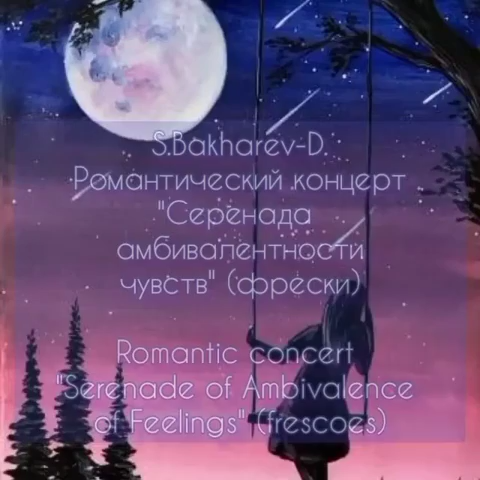 S.Bakharev-D.
Романтический концерт
"Серенада
амбивалентности
чувств" (фрески)
Romantic concert
"Serenade of Ambivalence
of Feelings" (frescoes)